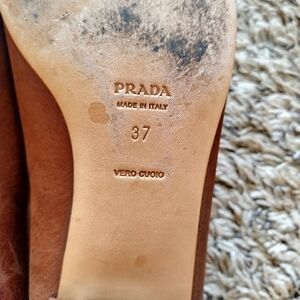 PRADA
MADE IN ITALY
37
VERO CUOIO